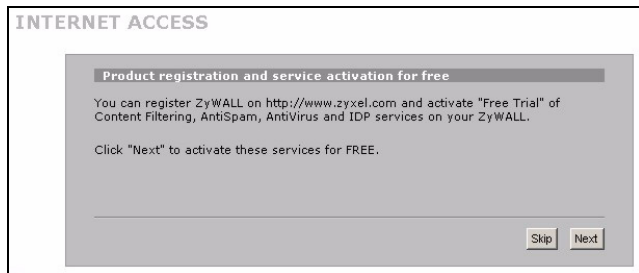 INTERNET ACCESS
Product registration and service activation for free
You can register ZyWALL on http://www.zyxel.com and activate "Free Trial" of
Content Filtering, AntiSpam, AntiVirus and IDP services on your ZyWALL.
Click "Next" to activate these services for FREE.
Skip Next